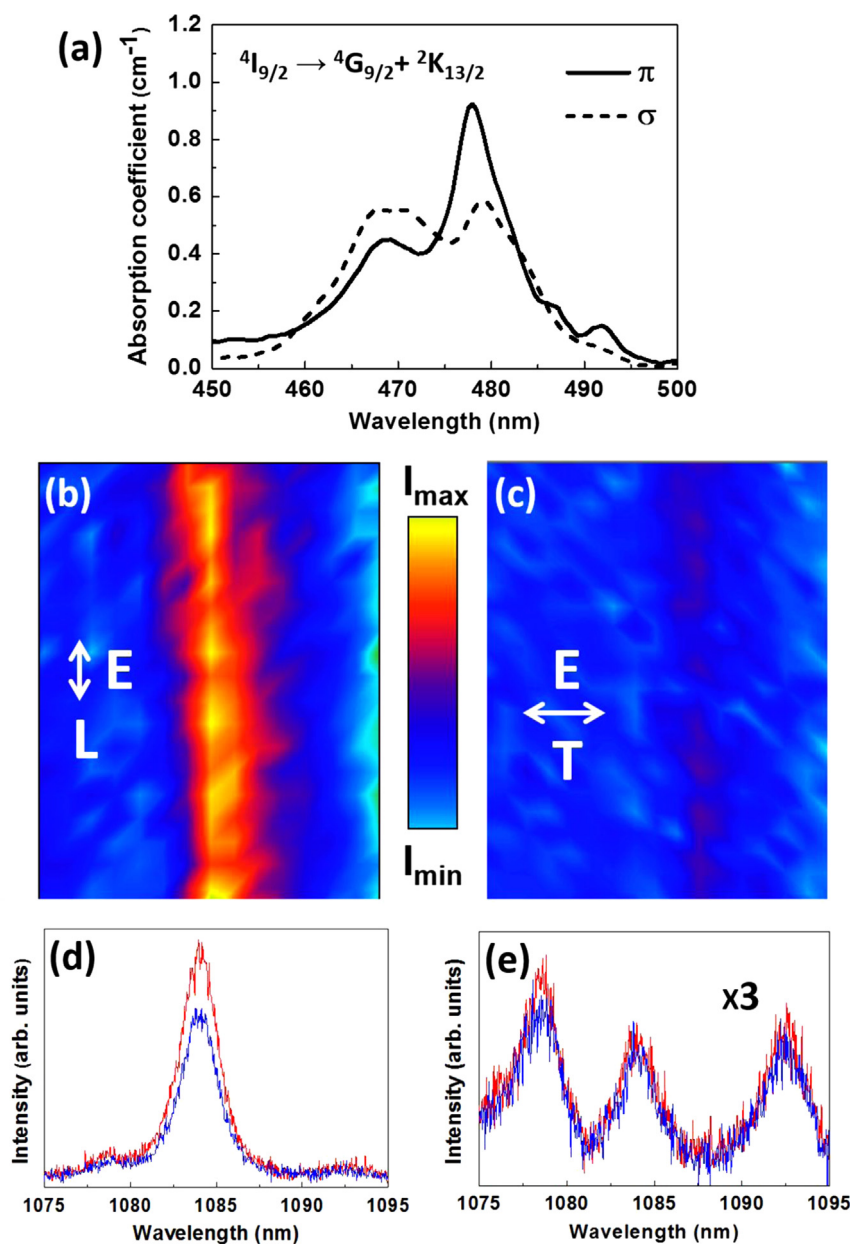 (a)
⁴I₉/₂ → ⁴G₉/₂+ ²K₁₃/₂
π
σ
Absorption coefficient (cm⁻¹)
1.2
1.0
0.8
0.6
0.4
0.2
0.0
450 460 470 480 490 500
Wavelength (nm)
(b)
E
L
Imax
Imin
(c)
E
T
(d)
Intensity (arb. units)
1075 1080 1085 1090 1095
Wavelength (nm)
(e)
x3
Intensity (arb. units)
1075 1080 1085 1090 1095
Wavelength (nm)